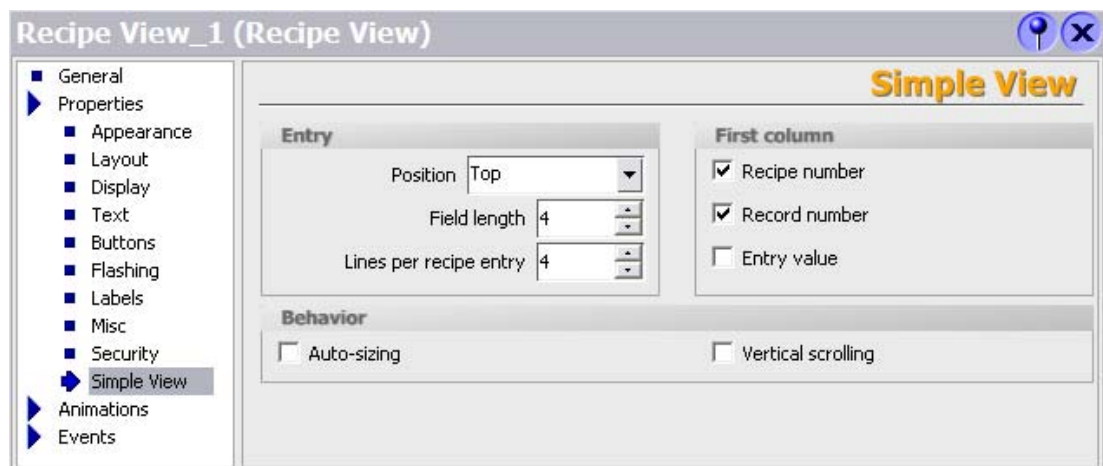 Recipe View_1 (Recipe View)
General
Properties
Appearance
Layout
Display
Text
Buttons
Flashing
Labels
Misc
Security
Simple View
Animations
Events
Simple View
Entry
Position Top
Field length 4
Lines per recipe entry 4
First column
Recipe number
Record number
Entry value
Behavior
Auto-sizing
Vertical scrolling